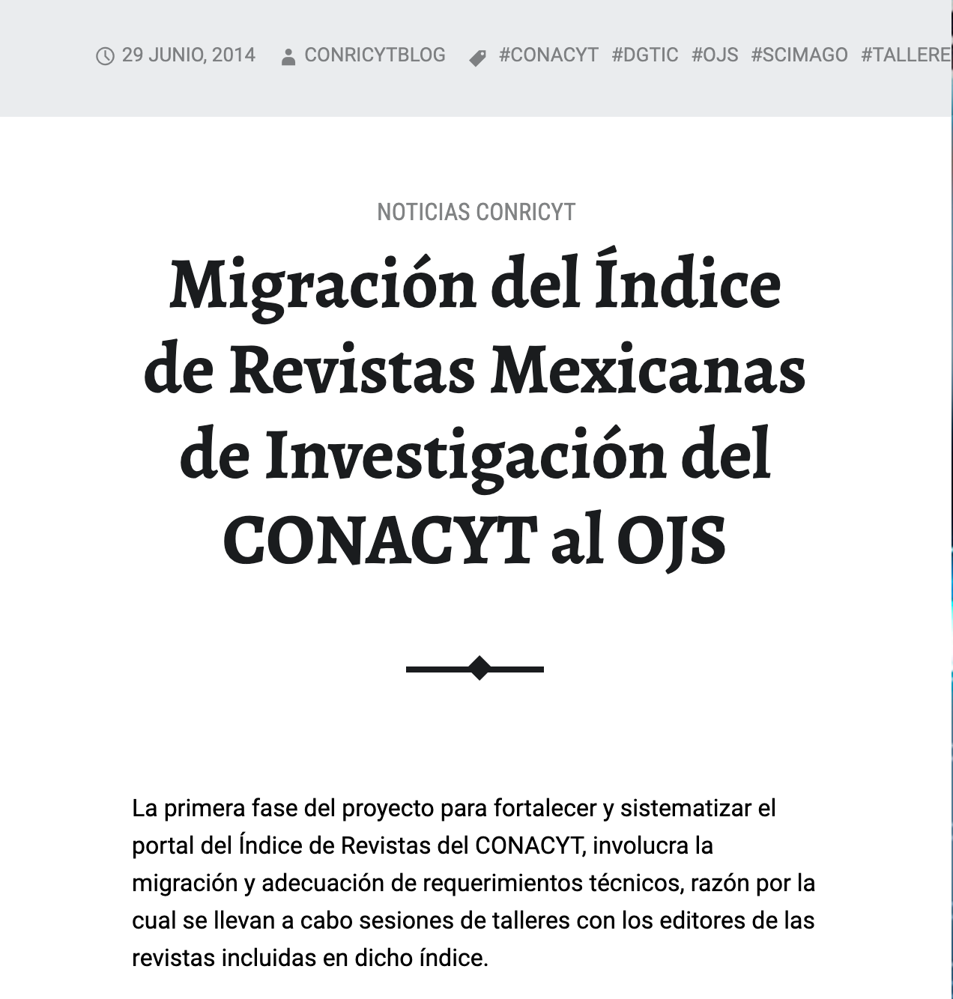 29 JUNIO, 2014 CONRICYTBLOG #CONACYT #DGTIC #OJS #SCIMAGO #TALLERE
NOTICIAS CONRICYT
Migración del Índice
de Revistas Mexicanas
de Investigación del
CONACYT al OJS
La primera fase del proyecto para fortalecer y sistematizar el
portal del Índice de Revistas del CONACYT, involucra la
migración y adecuación de requerimientos técnicos, razón por la
cual se llevan a cabo sesiones de talleres con los editores de las
revistas incluidas en dicho índice.